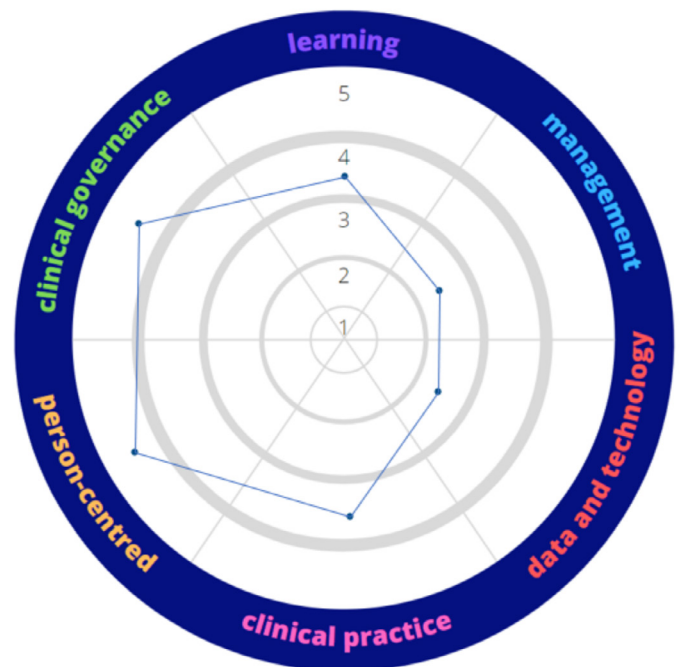 learning
management
data and technology
clinical practice
person-centred
clinical governance
5
4
3
2
1